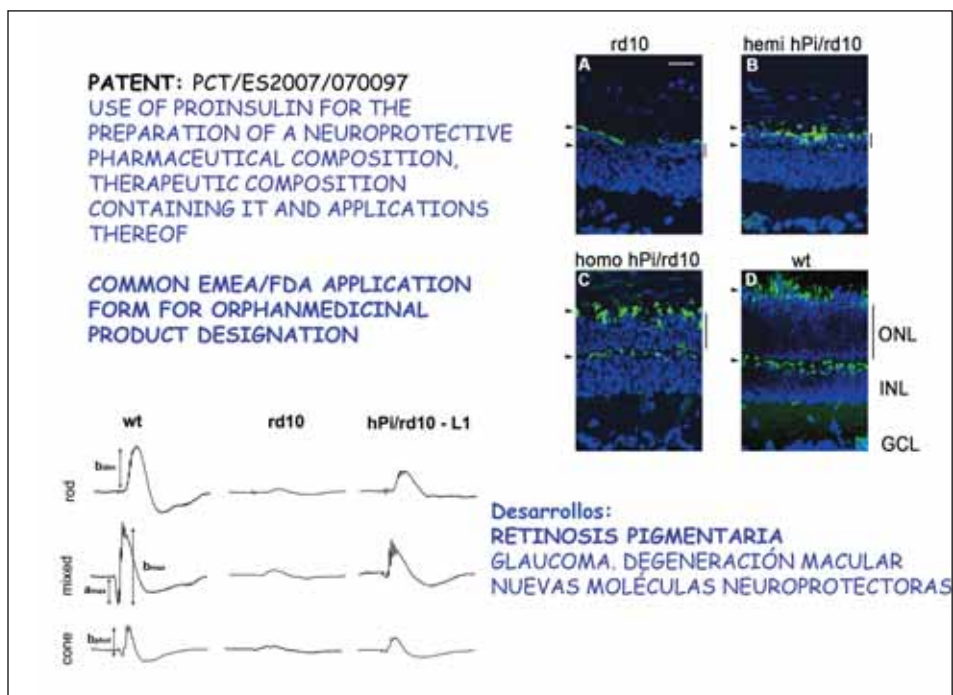 PATENT: PCT/ES2007/070097
USE OF PROINSULIN FOR THE
PREPARATION OF A NEUROPROTECTIVE
PHARMACEUTICAL COMPOSITION,
THERAPEUTIC COMPOSITION
CONTAINING IT AND APPLICATIONS
THEREOF
COMMON EMEA/FDA APPLICATION
FORM FOR ORPHANMEDICINAL
PRODUCT DESIGNATION
rd10
hemi hPi/rd10
A
B
homo hPi/rd10
wt
C
D
ONL
INL
GCL
wt
rd10
hPi/rd10 - L1
rod
mixed
bmax
amax
cone
bphot
Desarrollos:
RETINOSIS PIGMENTARIA
GLAUCOMA. DEGENERACIÓN MACULAR
NUEVAS MOLÉCULAS NEUROPROTECTORAS